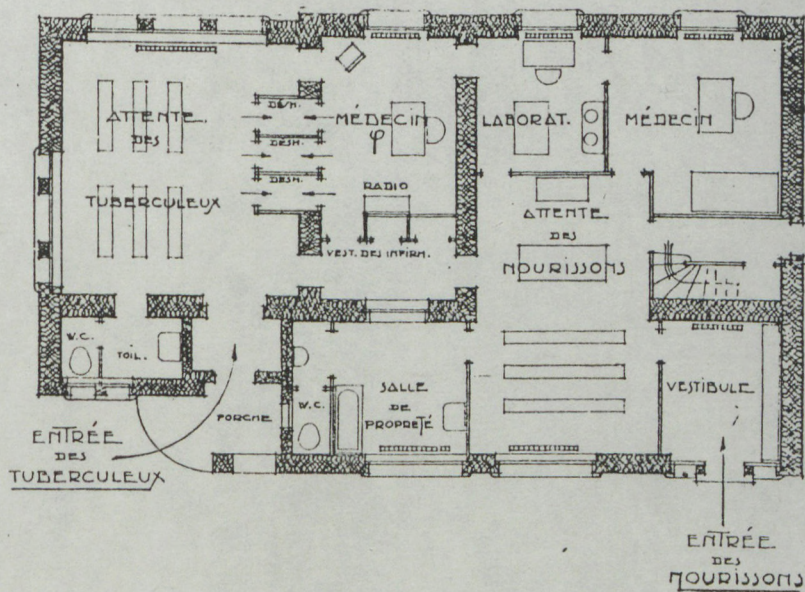 ATTENTE
DES
TUBERCULEUX
DÉSH.
DÉSH.
DÉSH.
MÉDECIN
φ
RADIO
VEST. DES INFIRM.
LABORAT.
MÉDECIN
ATTENTE
DES
NOURISSONS
W.C.
TOIL.
PORCHE
W.C.
SALLE
DE
PROPRETÉ
VESTIBULE
ENTRÉE
DES
TUBERCULEUX
ENTRÉE
DES
NOURISSONS